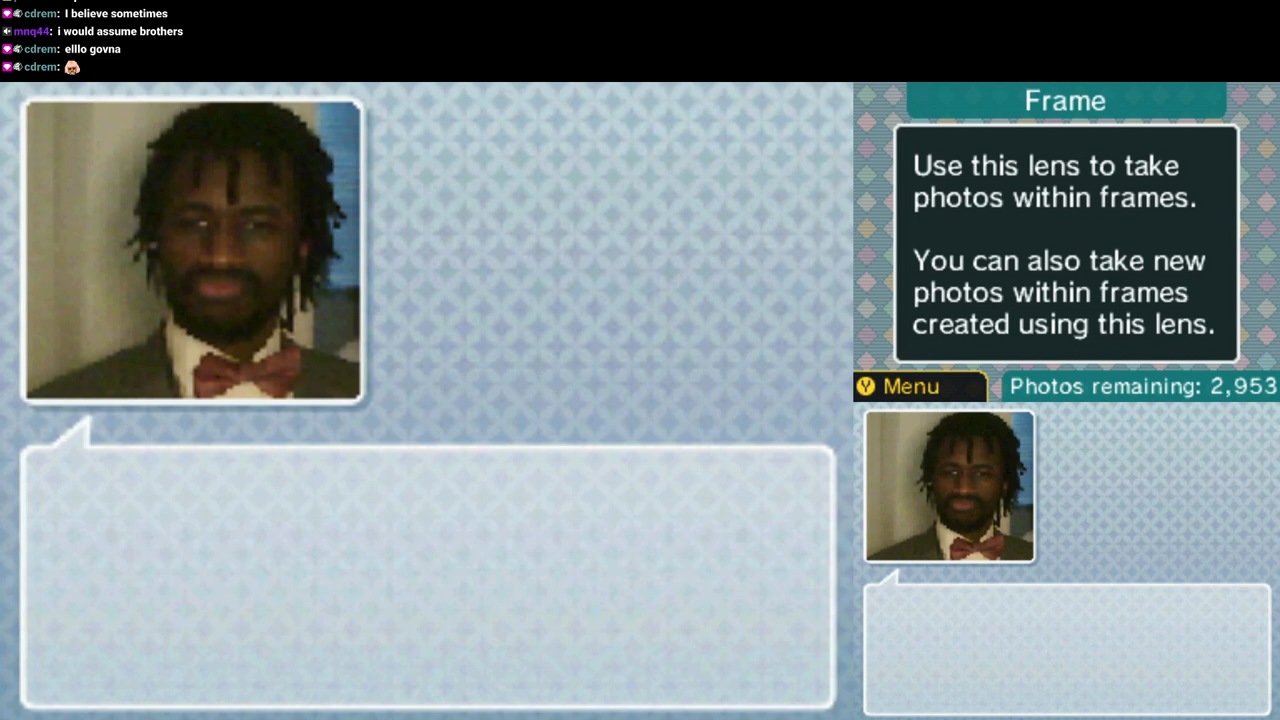 cdrem: I believe sometimes
mnq44: i would assume brothers
cdrem: elllo govna
cdrem:
Frame
Use this lens to take
photos within frames.
You can also take new
photos within frames
created using this lens.
Y Menu
Photos remaining: 2,953